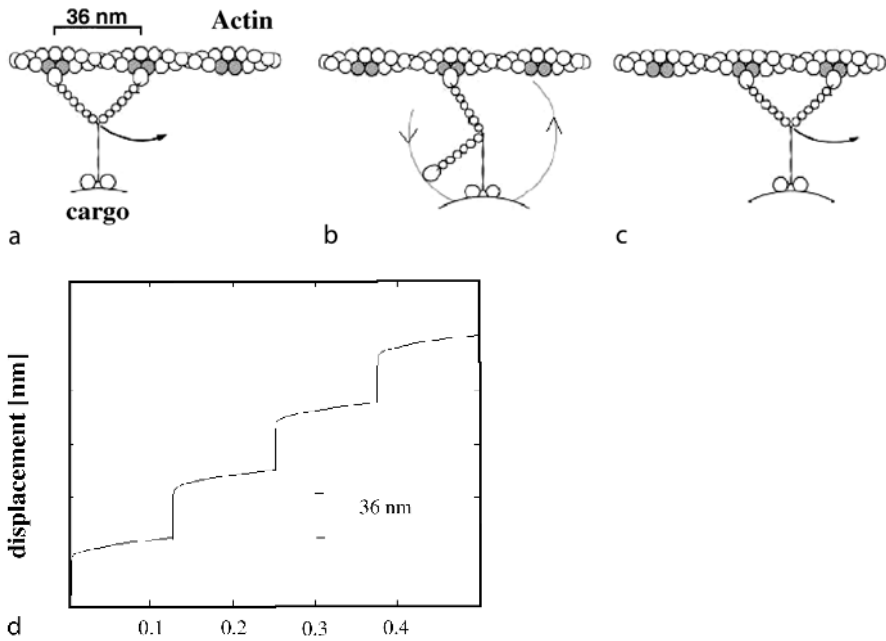 36 nm
Actin
cargo
a
b
c
displacement [nm]
36 nm
0.1 0.2 0.3 0.4
d